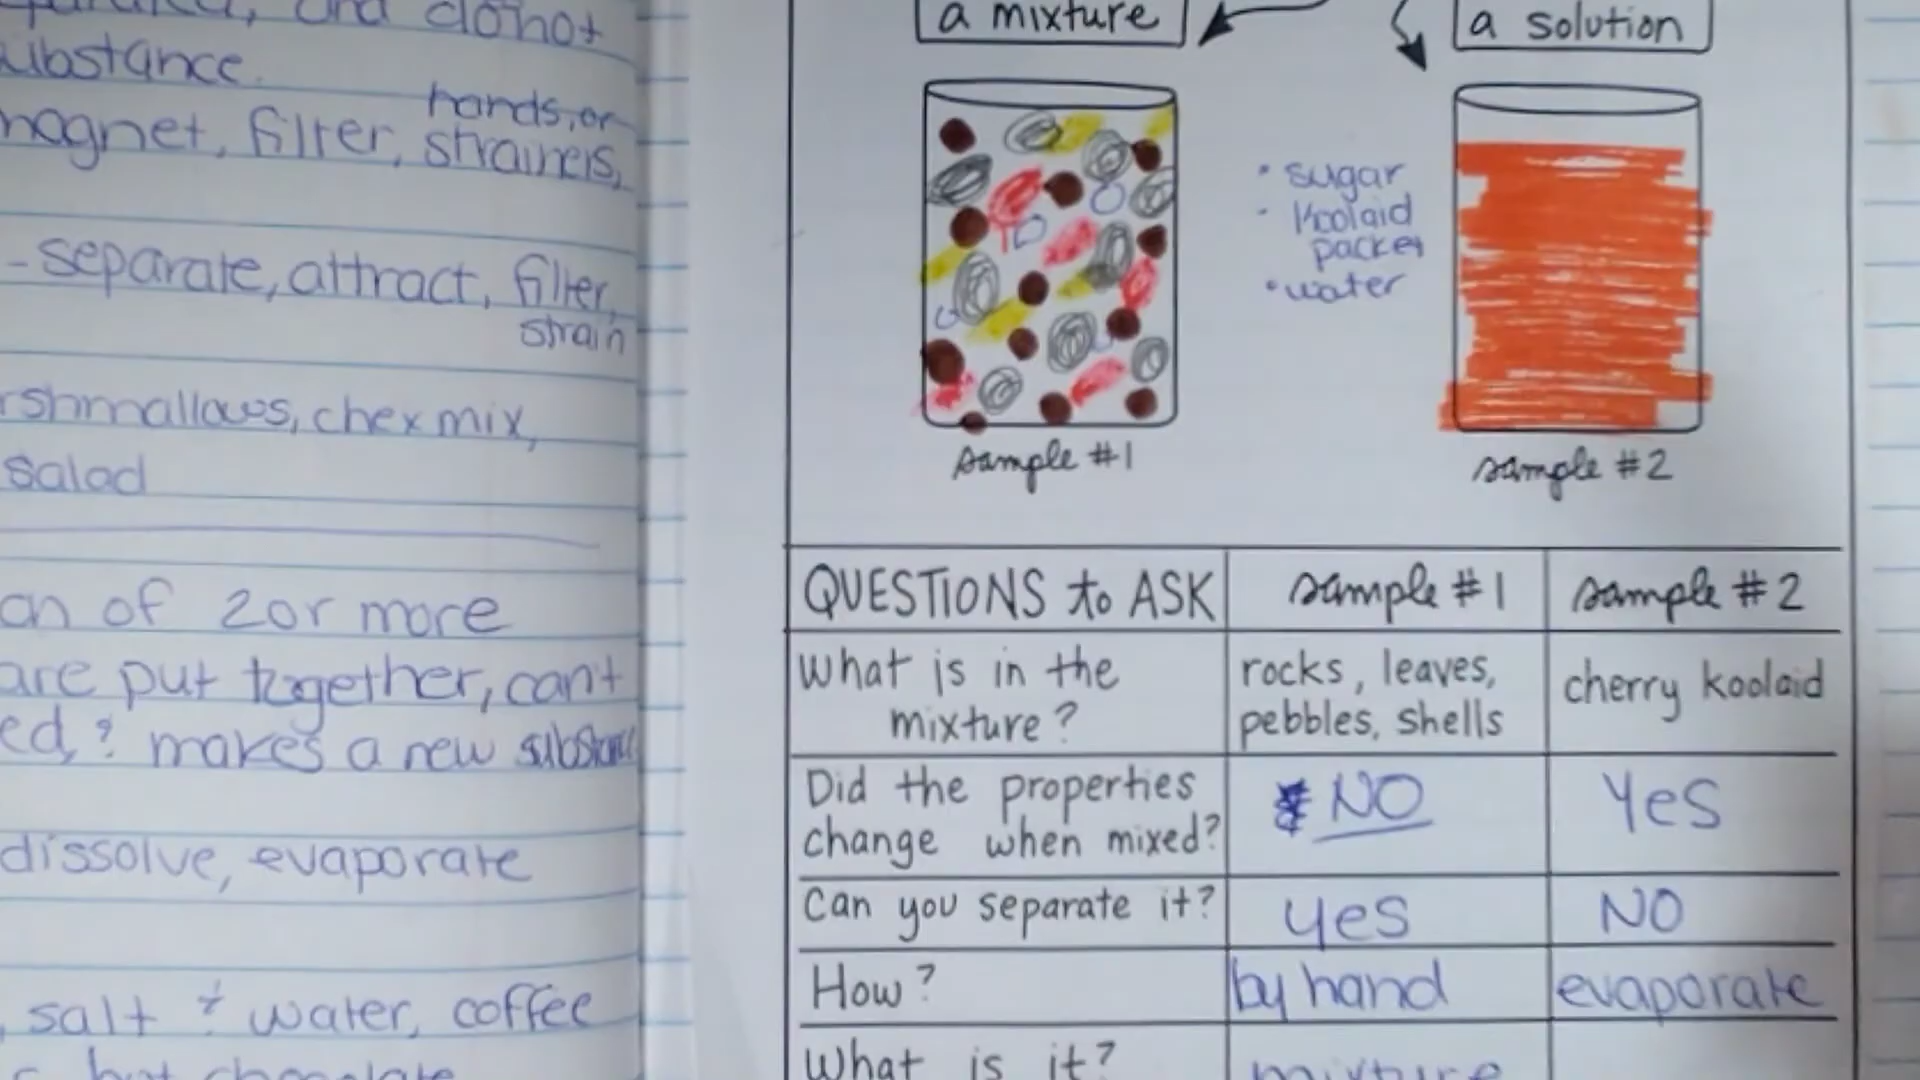 and do not
substance.
hands, or
magnet, filter, strainers,
- separate, attract, filter,
strain
chex mix,
salad
of 2 or more
are put together, can't
makes a new substance
dissolve, evaporate
salt & water, coffee
hot chocolate
a mixture
a solution
• sugar
• Koolaid
packet
• water
sample #1
sample #2
QUESTIONS to ASK
sample #1
sample #2
What is in the
mixture?
rocks, leaves,
pebbles, shells
cherry koolaid
Did the properties
change when mixed?
NO
Yes
Can you separate it?
yes
NO
How?
by hand
evaporate
What is it?
mixture